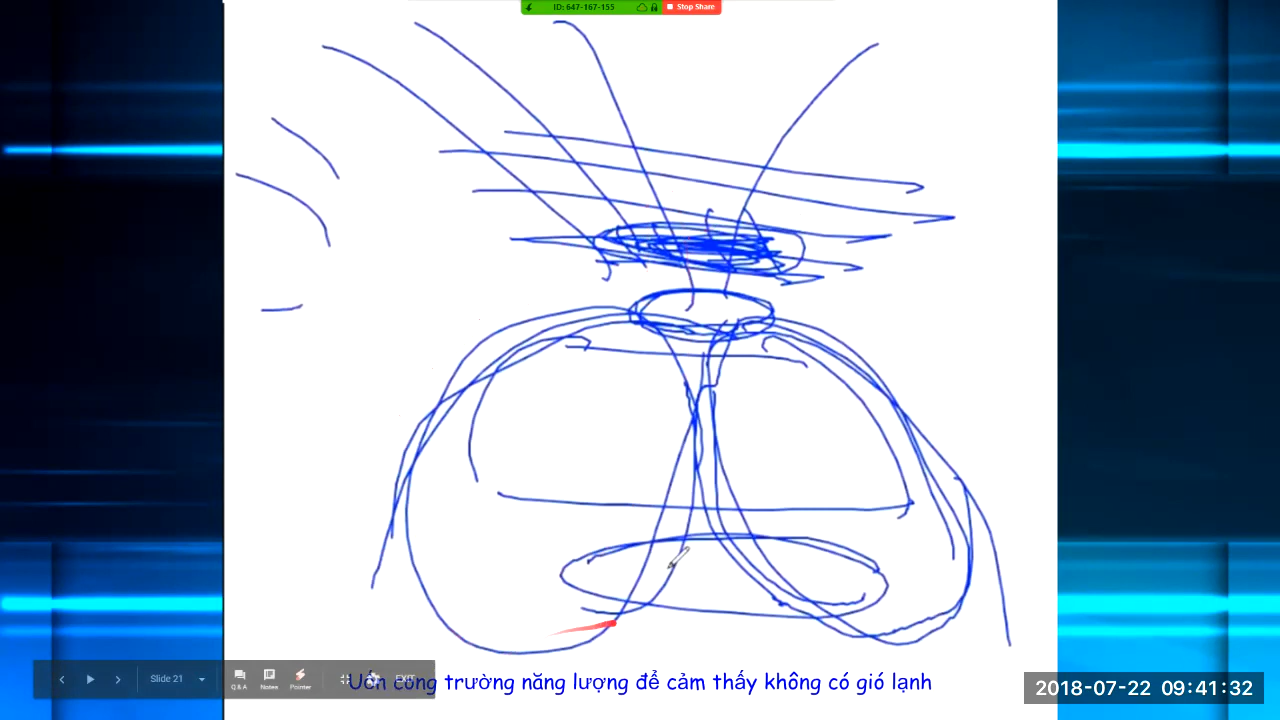 ID: 647-167-155
Stop Share
Uốn cong trường năng lượng để cảm thấy không có gió lạnh
Slide 21
Q & A
Notes
Pointer
EXIT
2018-07-22 09:41:32